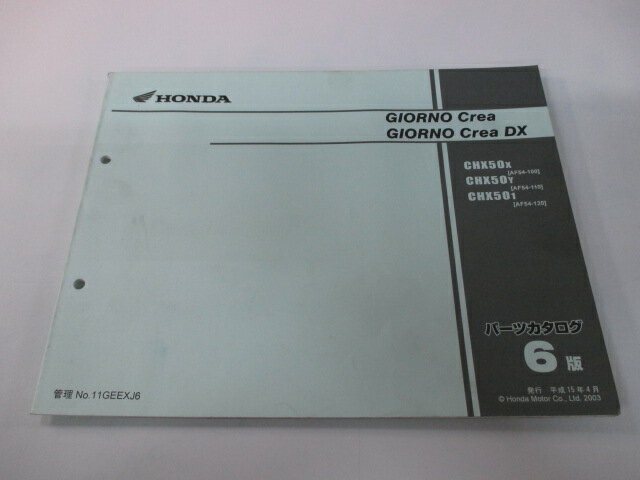 HONDA
GIORNO Crea
GIORNO Crea DX
CHX50X
[AF54-100]
CHX50Y
[AF54-110]
CHX501
[AF54-120]
パーツカタログ
6版
発行 平成15年4月
© Honda Motor Co., Ltd. 2003
管理 No.11GEEXJ6